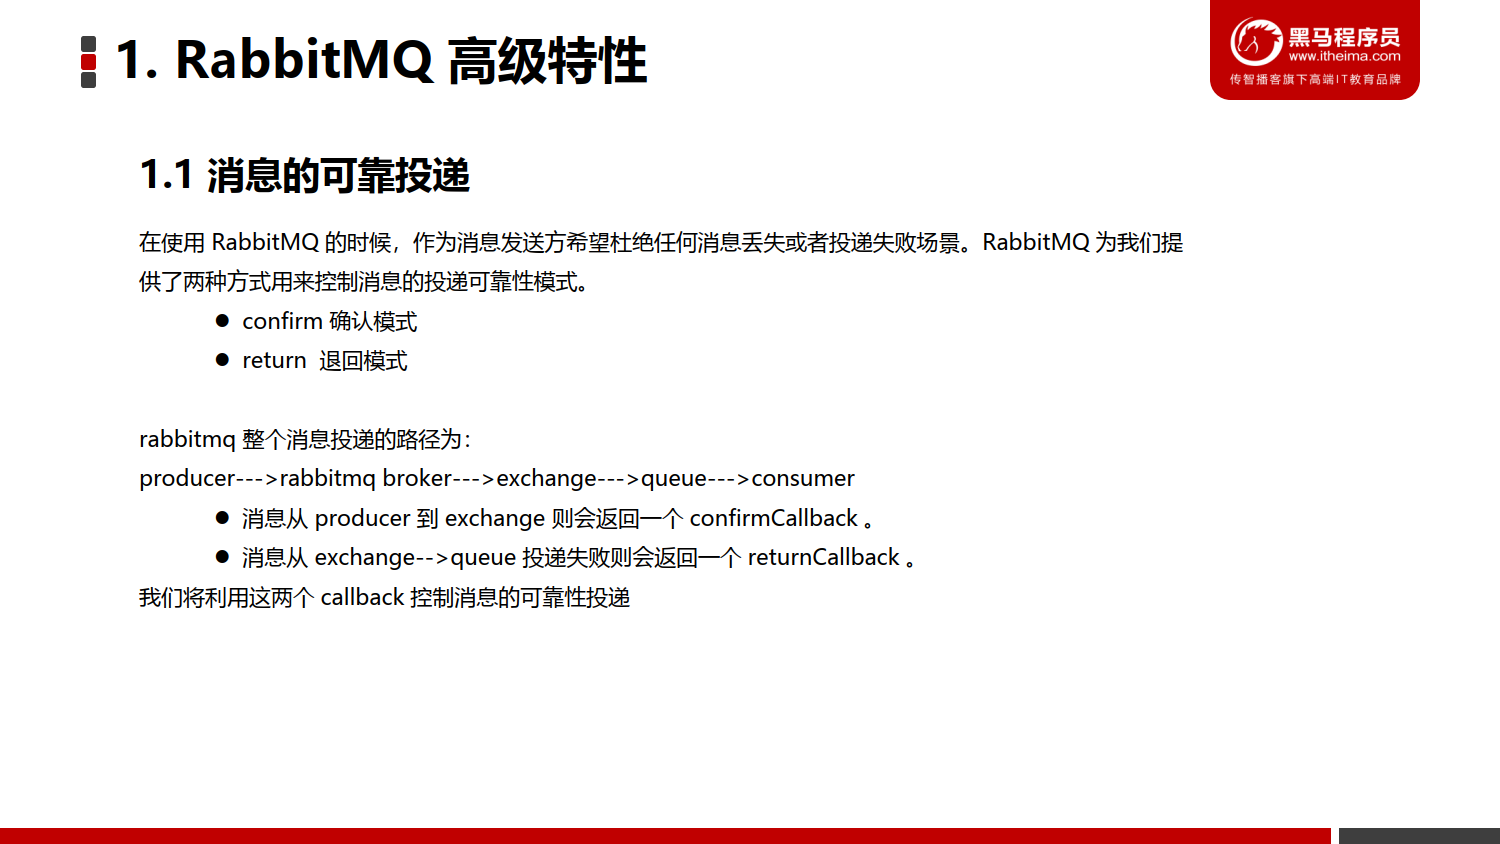 1. RabbitMQ 高级特性
黑马程序员
www.itheima.com
传智播客旗下高端IT教育品牌
1.1 消息的可靠投递
在使用 RabbitMQ 的时候，作为消息发送方希望杜绝任何消息丢失或者投递失败场景。RabbitMQ 为我们提
供了两种方式用来控制消息的投递可靠性模式。
● confirm 确认模式
● return 退回模式
rabbitmq 整个消息投递的路径为：
producer--->rabbitmq broker--->exchange--->queue--->consumer
● 消息从 producer 到 exchange 则会返回一个 confirmCallback 。
● 消息从 exchange-->queue 投递失败则会返回一个 returnCallback 。
我们将利用这两个 callback 控制消息的可靠性投递